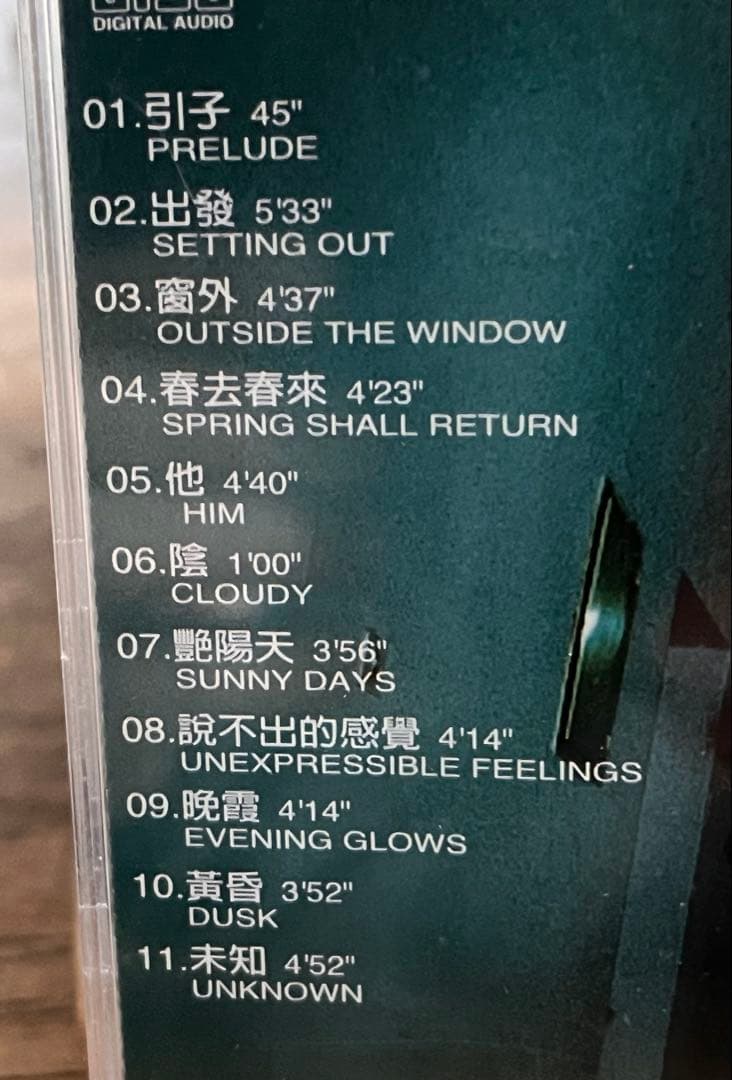 DIGITAL AUDIO
01.引子 45"
PRELUDE
02.出發 5'33"
SETTING OUT
03.窗外 4'37"
OUTSIDE THE WINDOW
04.春去春來 4'23"
SPRING SHALL RETURN
05.他 4'40"
HIM
06.陰 1'00"
CLOUDY
07.艷陽天 3'56"
SUNNY DAYS
08.說不出的感覺 4'14"
UNEXPRESSIBLE FEELINGS
09.晚霞 4'14"
EVENING GLOWS
10.黃昏 3'52"
DUSK
11.未知 4'52"
UNKNOWN